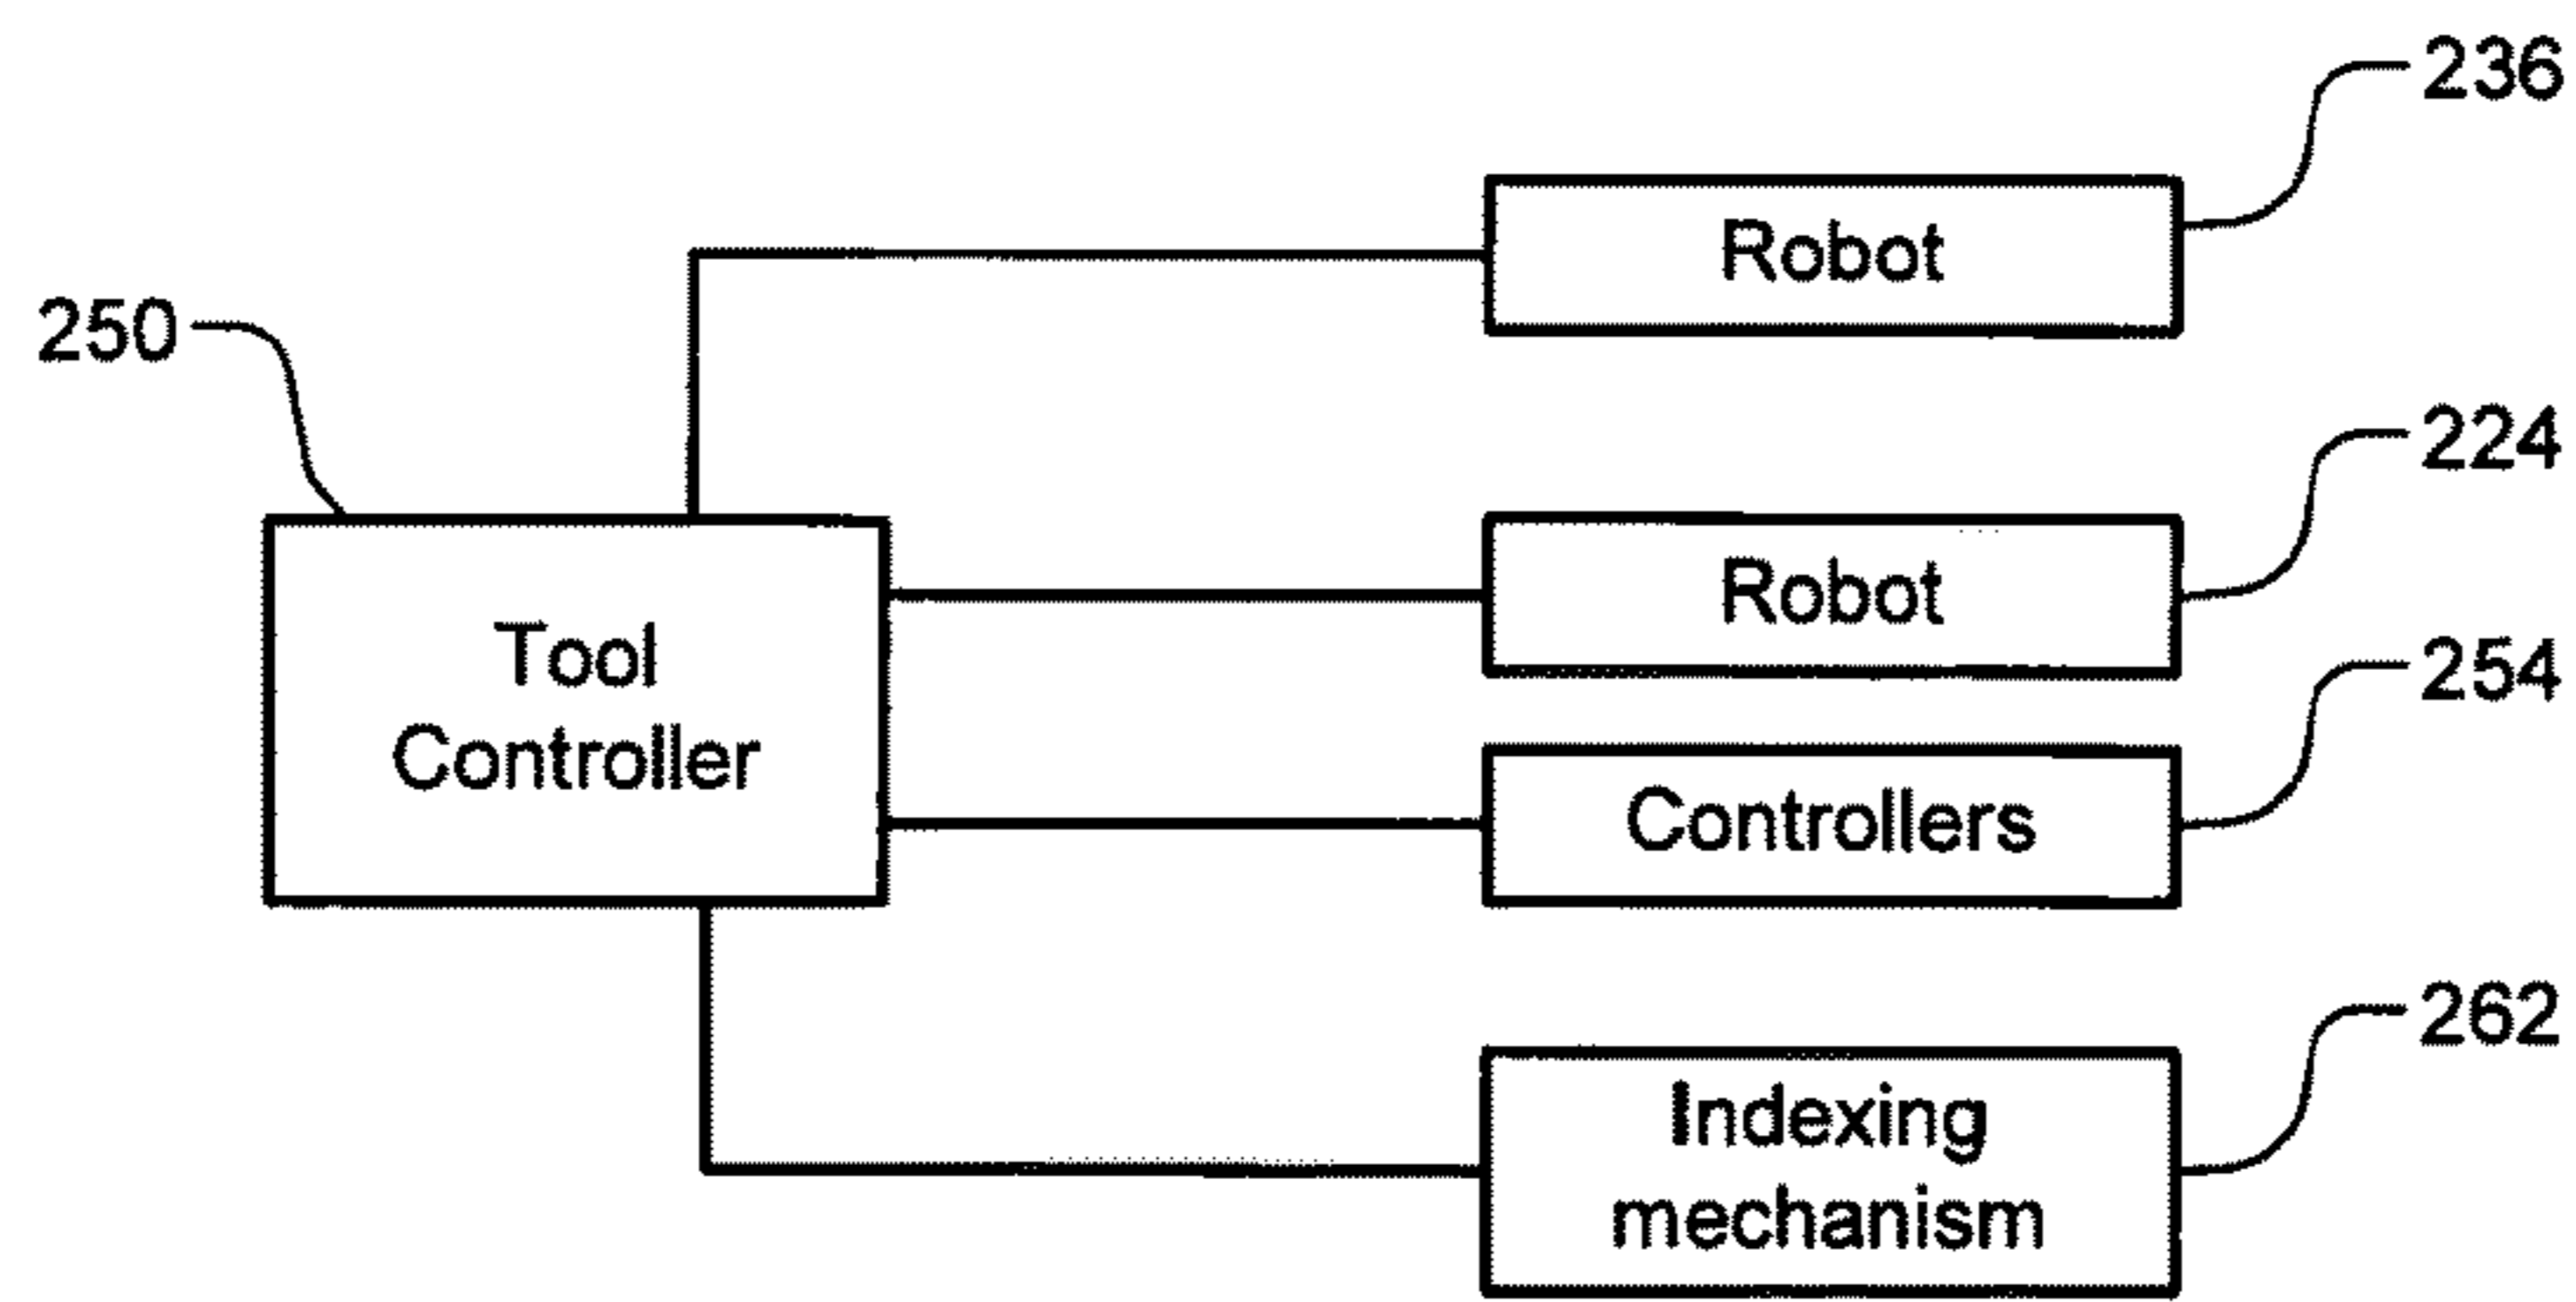 236
Robot
250
224
Robot
Tool
Controller
254
Controllers
262
Indexing
mechanism